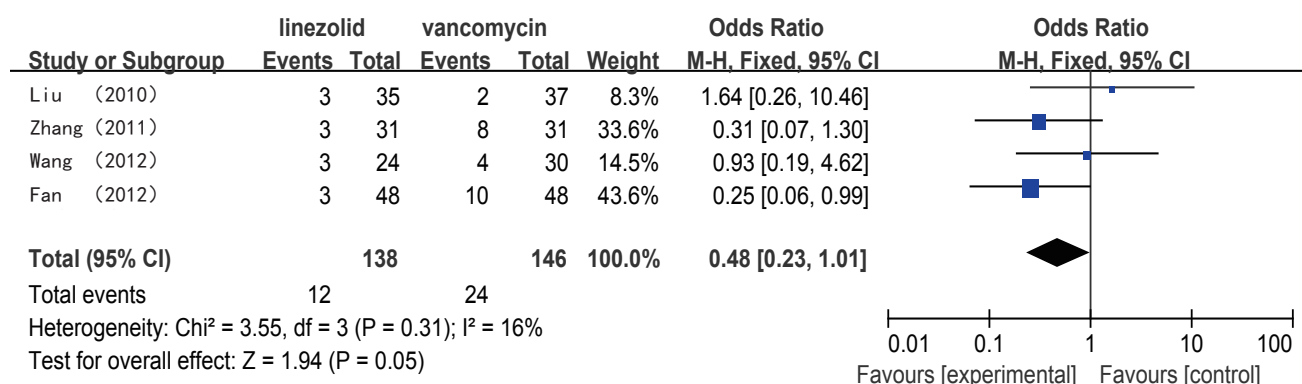 linezolid vancomycin Odds Ratio Odds Ratio
Study or Subgroup Events Total Events Total Weight M-H, Fixed, 95% CI M-H, Fixed, 95% CI
Liu （2010） 3 35 2 37 8.3% 1.64 [0.26, 10.46]
Zhang （2011） 3 31 8 31 33.6% 0.31 [0.07, 1.30]
Wang （2012） 3 24 4 30 14.5% 0.93 [0.19, 4.62]
Fan （2012） 3 48 10 48 43.6% 0.25 [0.06, 0.99]
Total (95% CI) 138 146 100.0% 0.48 [0.23, 1.01]
Total events 12 24
Heterogeneity: Chi² = 3.55, df = 3 (P = 0.31); I² = 16%
Test for overall effect: Z = 1.94 (P = 0.05)
0.01 0.1 1 10 100
Favours [experimental] Favours [control]